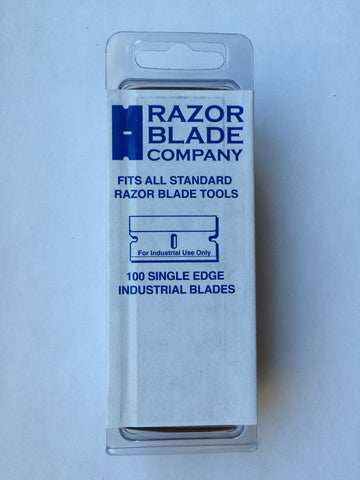 RAZOR
BLADE
COMPANY
FITS ALL STANDARD
RAZOR BLADE TOOLS
For Industrial Use Only
100 SINGLE EDGE
INDUSTRIAL BLADES